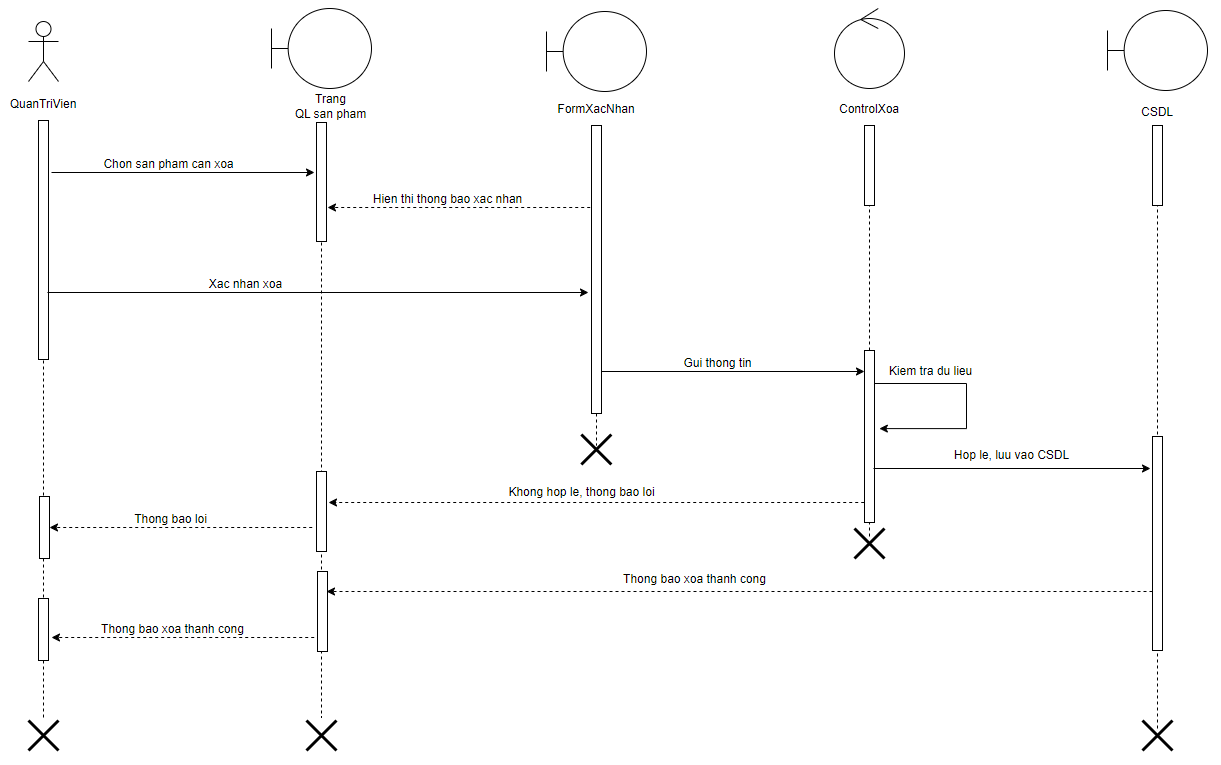 QuanTriVien
Trang
QL san pham
FormXacNhan
ControlXoa
CSDL
Chon san pham can xoa
Hien thi thong bao xac nhan
Xac nhan xoa
Gui thong tin
Kiem tra du lieu
Hop le, luu vao CSDL
Khong hop le, thong bao loi
Thong bao loi
Thong bao xoa thanh cong
Thong bao xoa thanh cong